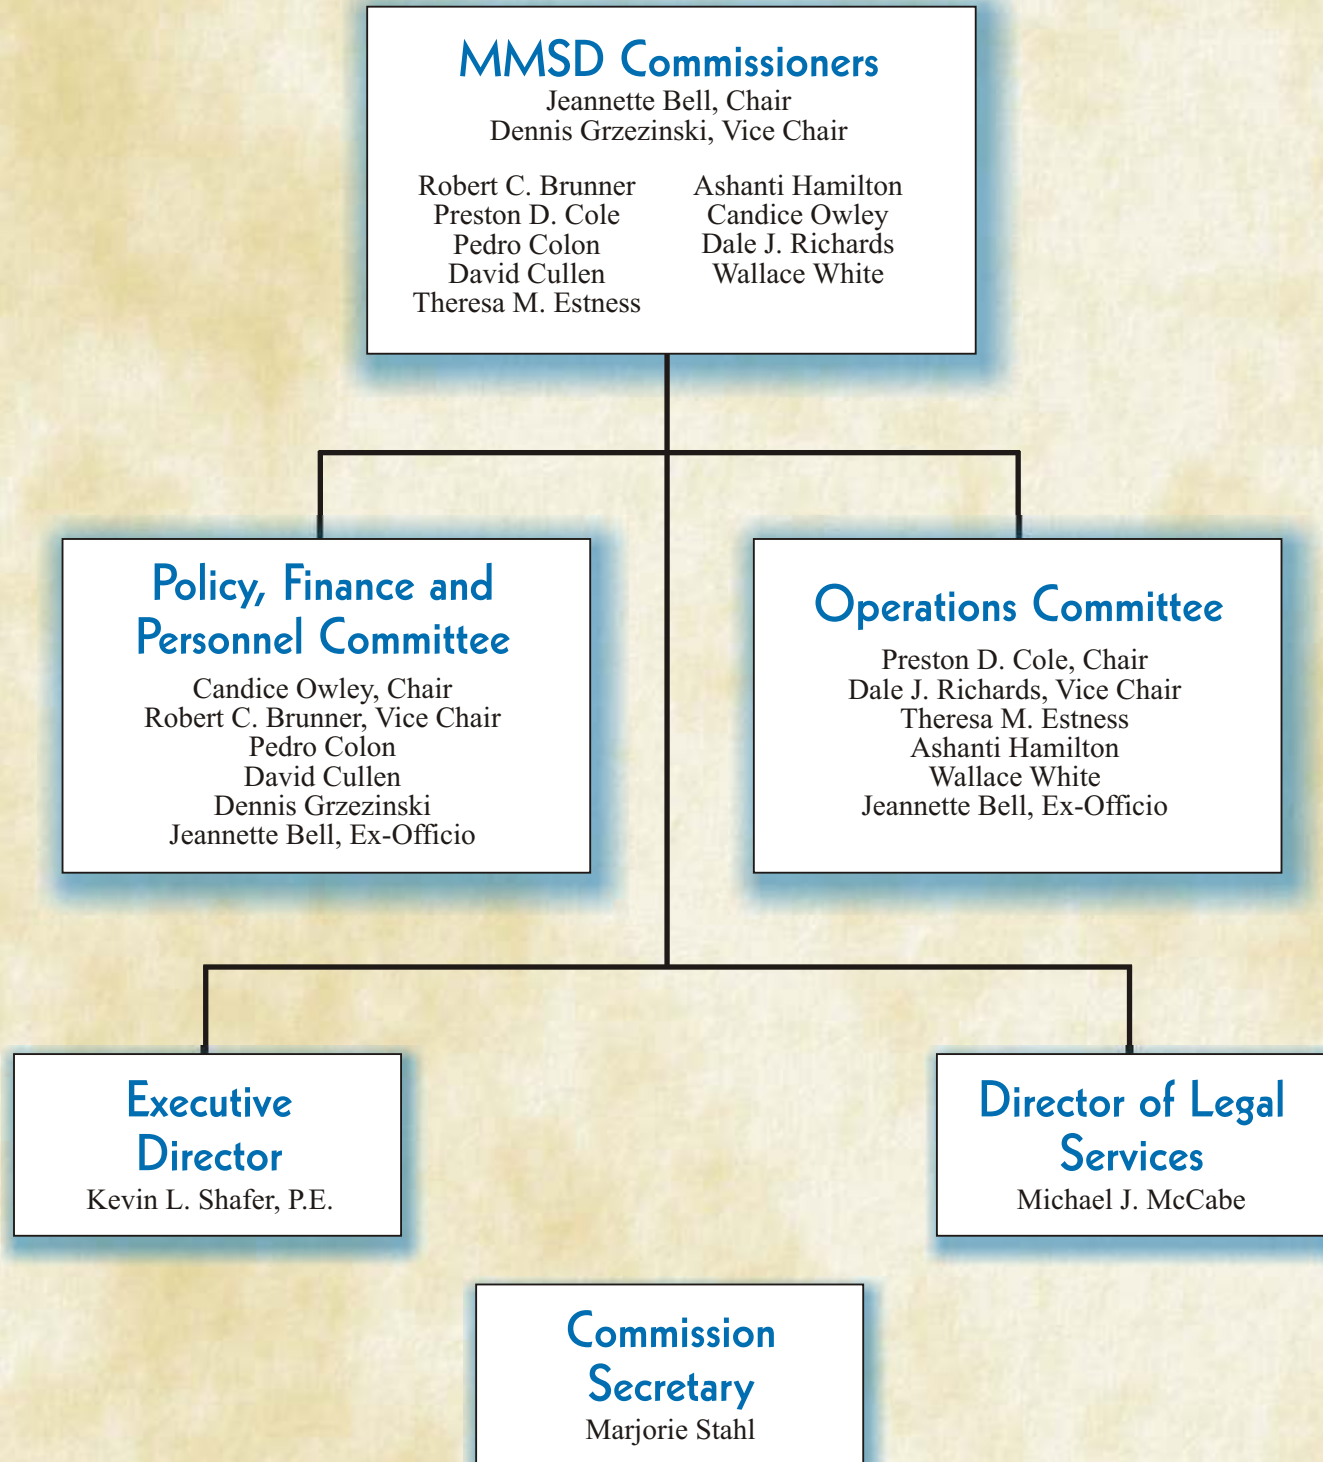 MMSD Commissioners
Jeannette Bell, Chair
Dennis Grzezinski, Vice Chair
Robert C. Brunner
Preston D. Cole
Pedro Colon
David Cullen
Theresa M. Estness
Ashanti Hamilton
Candice Owley
Dale J. Richards
Wallace White
Policy, Finance and
Personnel Committee
Candice Owley, Chair
Robert C. Brunner, Vice Chair
Pedro Colon
David Cullen
Dennis Grzezinski
Jeannette Bell, Ex-Officio
Operations Committee
Preston D. Cole, Chair
Dale J. Richards, Vice Chair
Theresa M. Estness
Ashanti Hamilton
Wallace White
Jeannette Bell, Ex-Officio
Executive
Director
Kevin L. Shafer, P.E.
Director of Legal
Services
Michael J. McCabe
Commission
Secretary
Marjorie Stahl